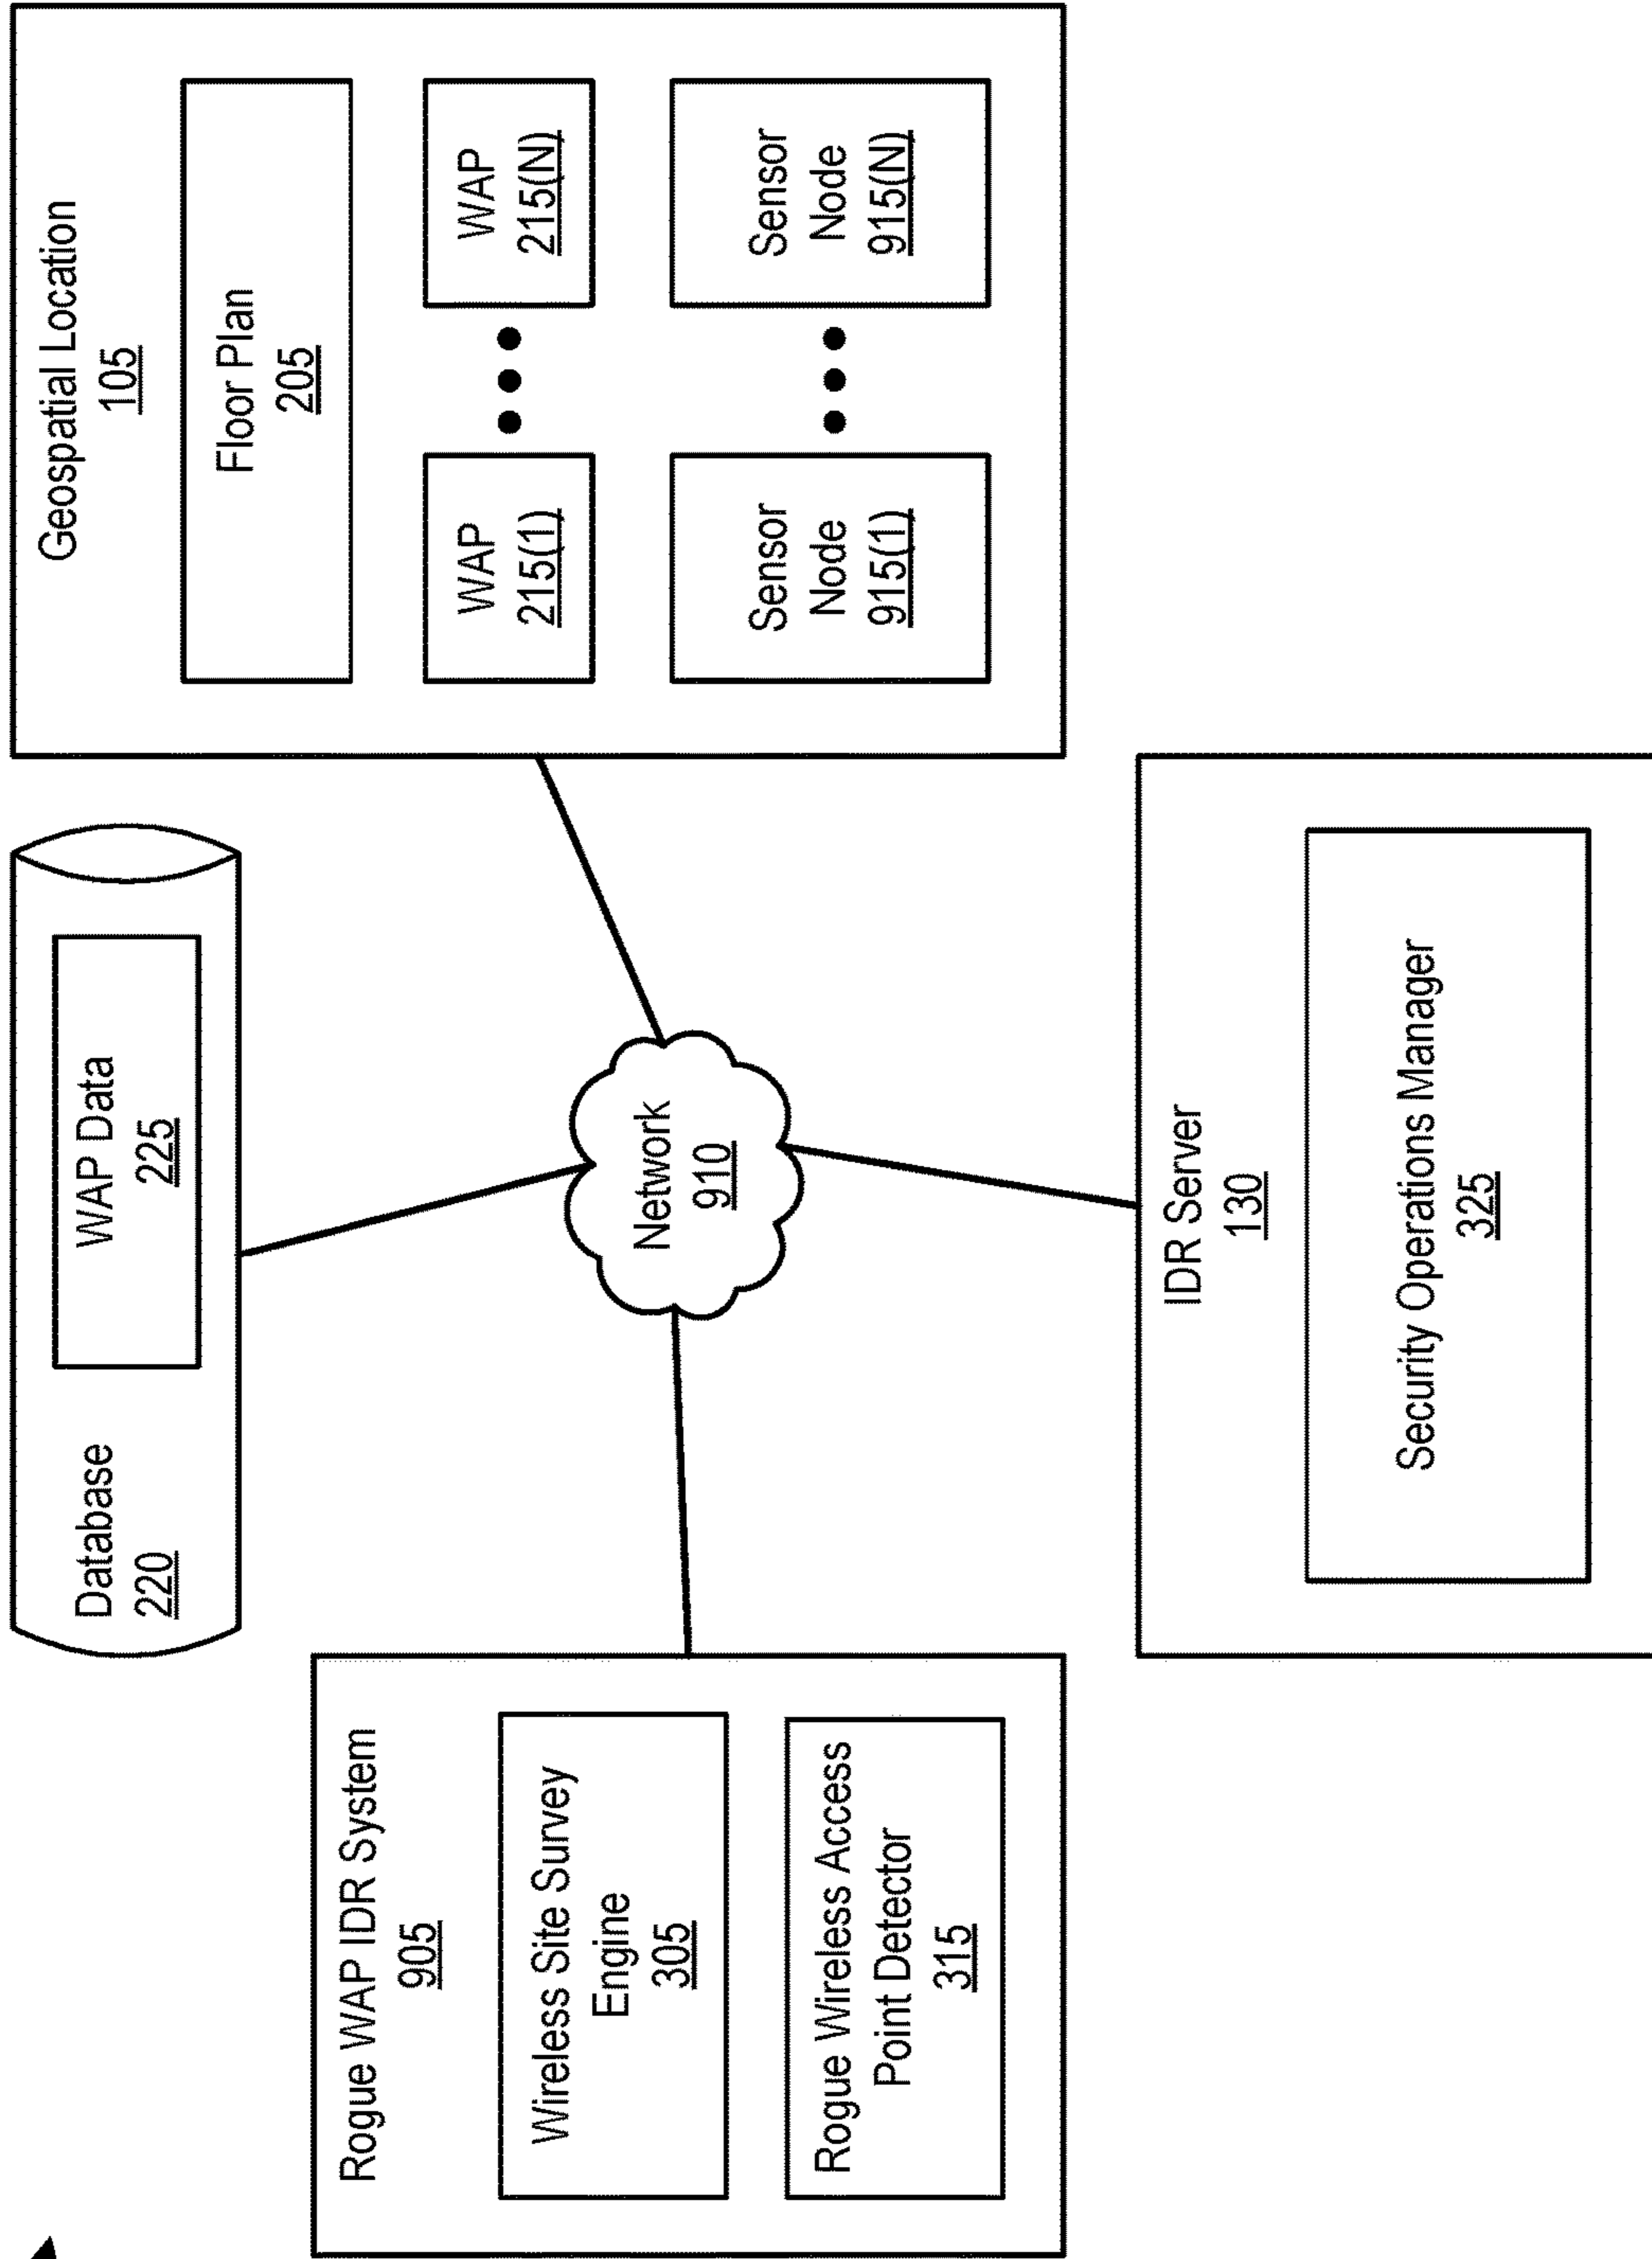 Database
220
WAP Data
225
Geospatial Location
105
Floor Plan
205
WAP
215(1)
WAP
215(N)
Sensor
Node
915(1)
Sensor
Node
915(N)
Rogue WAP IDR System
905
Wireless Site Survey
Engine
305
Rogue Wireless Access
Point Detector
315
Network
910
IDR Server
130
Security Operations Manager
325